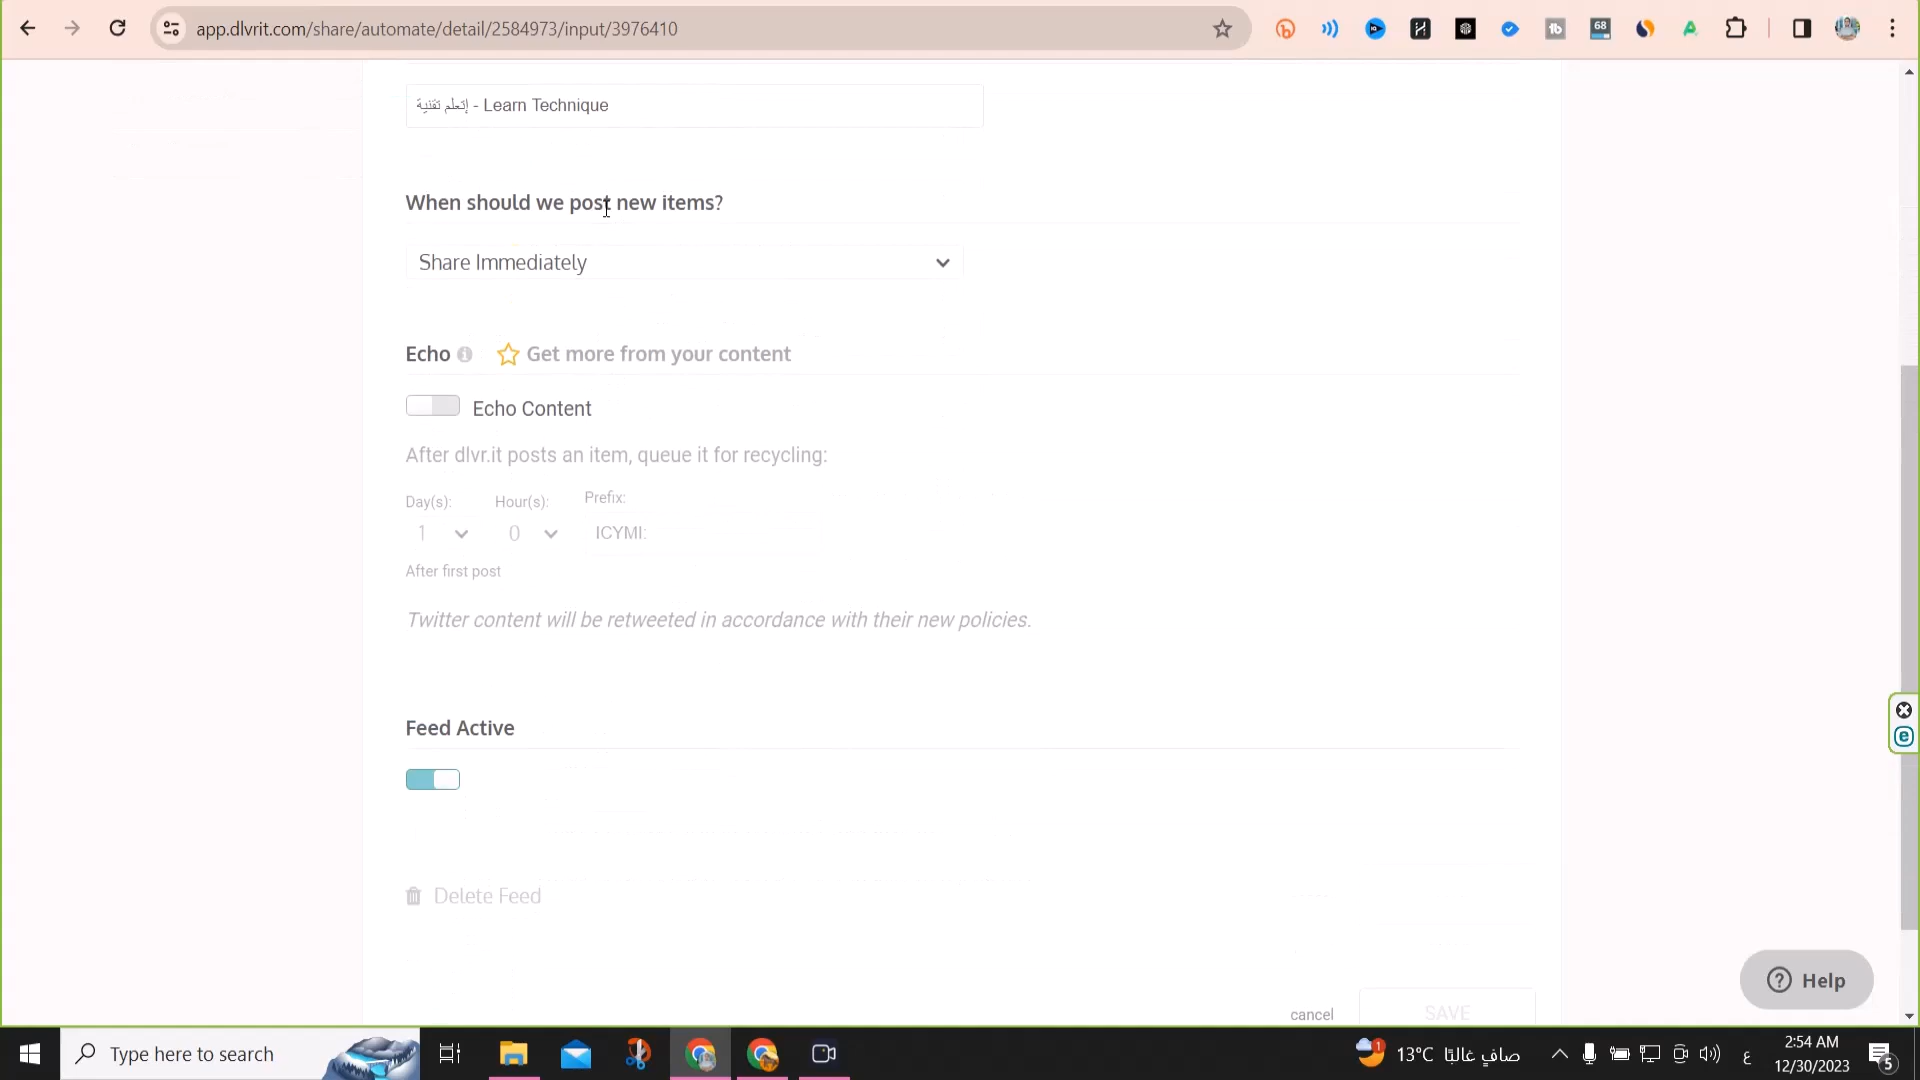 app.dlvrit.com/share/automate/detail/2584973/input/3976410
68
إتعلم تقنية - Learn Technique
When should we post new items?
Share Immediately
Echo Get more from your content
Echo Content
After dlvr.it posts an item, queue it for recycling:
Day(s): Hour(s): Prefix:
1 0 ICYMI:
After first post
Twitter content will be retweeted in accordance with their new policies.
Feed Active
Delete Feed
Help
cancel SAVE
Type here to search
1 13°C صافٍ غالبًا ع 2:54 AM
12/30/2023 5